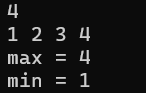 4
1 2 3 4
max = 4
min = 1